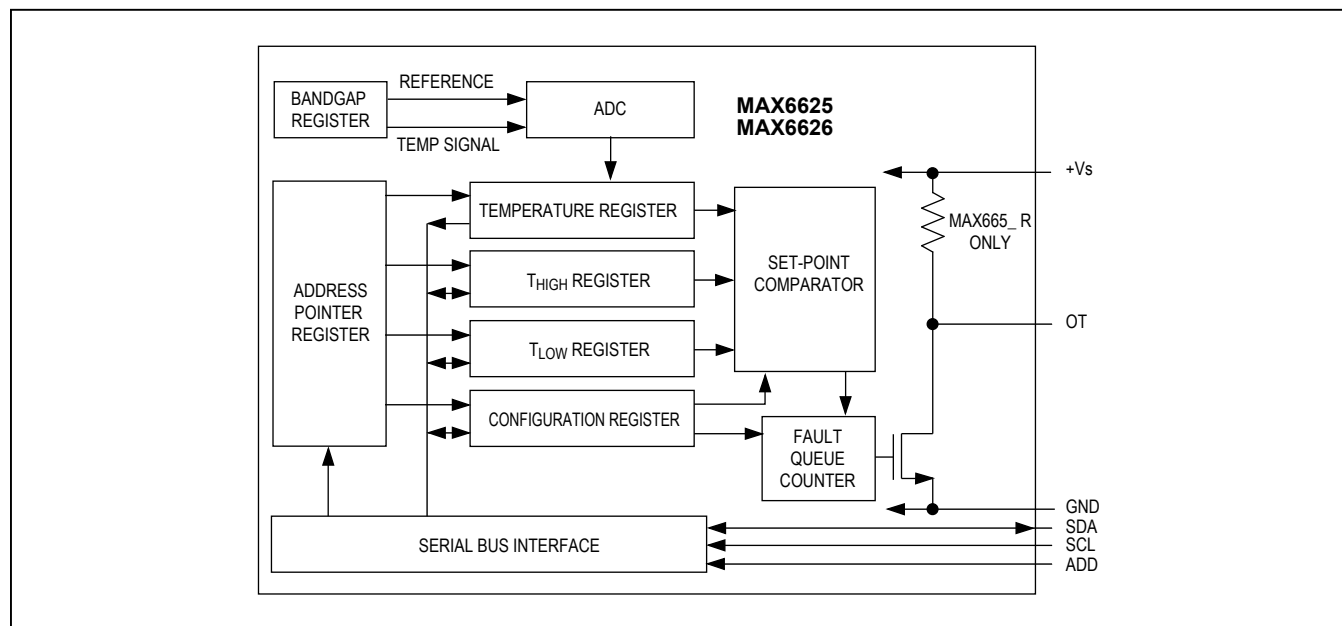 REFERENCE
BANDGAP
REGISTER
TEMP SIGNAL
ADC
MAX6625
MAX6626
+Vs
MAX665_ R
ONLY
TEMPERATURE REGISTER
SET-POINT
COMPARATOR
THIGH REGISTER
ADDRESS
POINTER
REGISTER
OT
TLOW REGISTER
CONFIGURATION REGISTER
FAULT
QUEUE
COUNTER
GND
SDA
SCL
ADD
SERIAL BUS INTERFACE